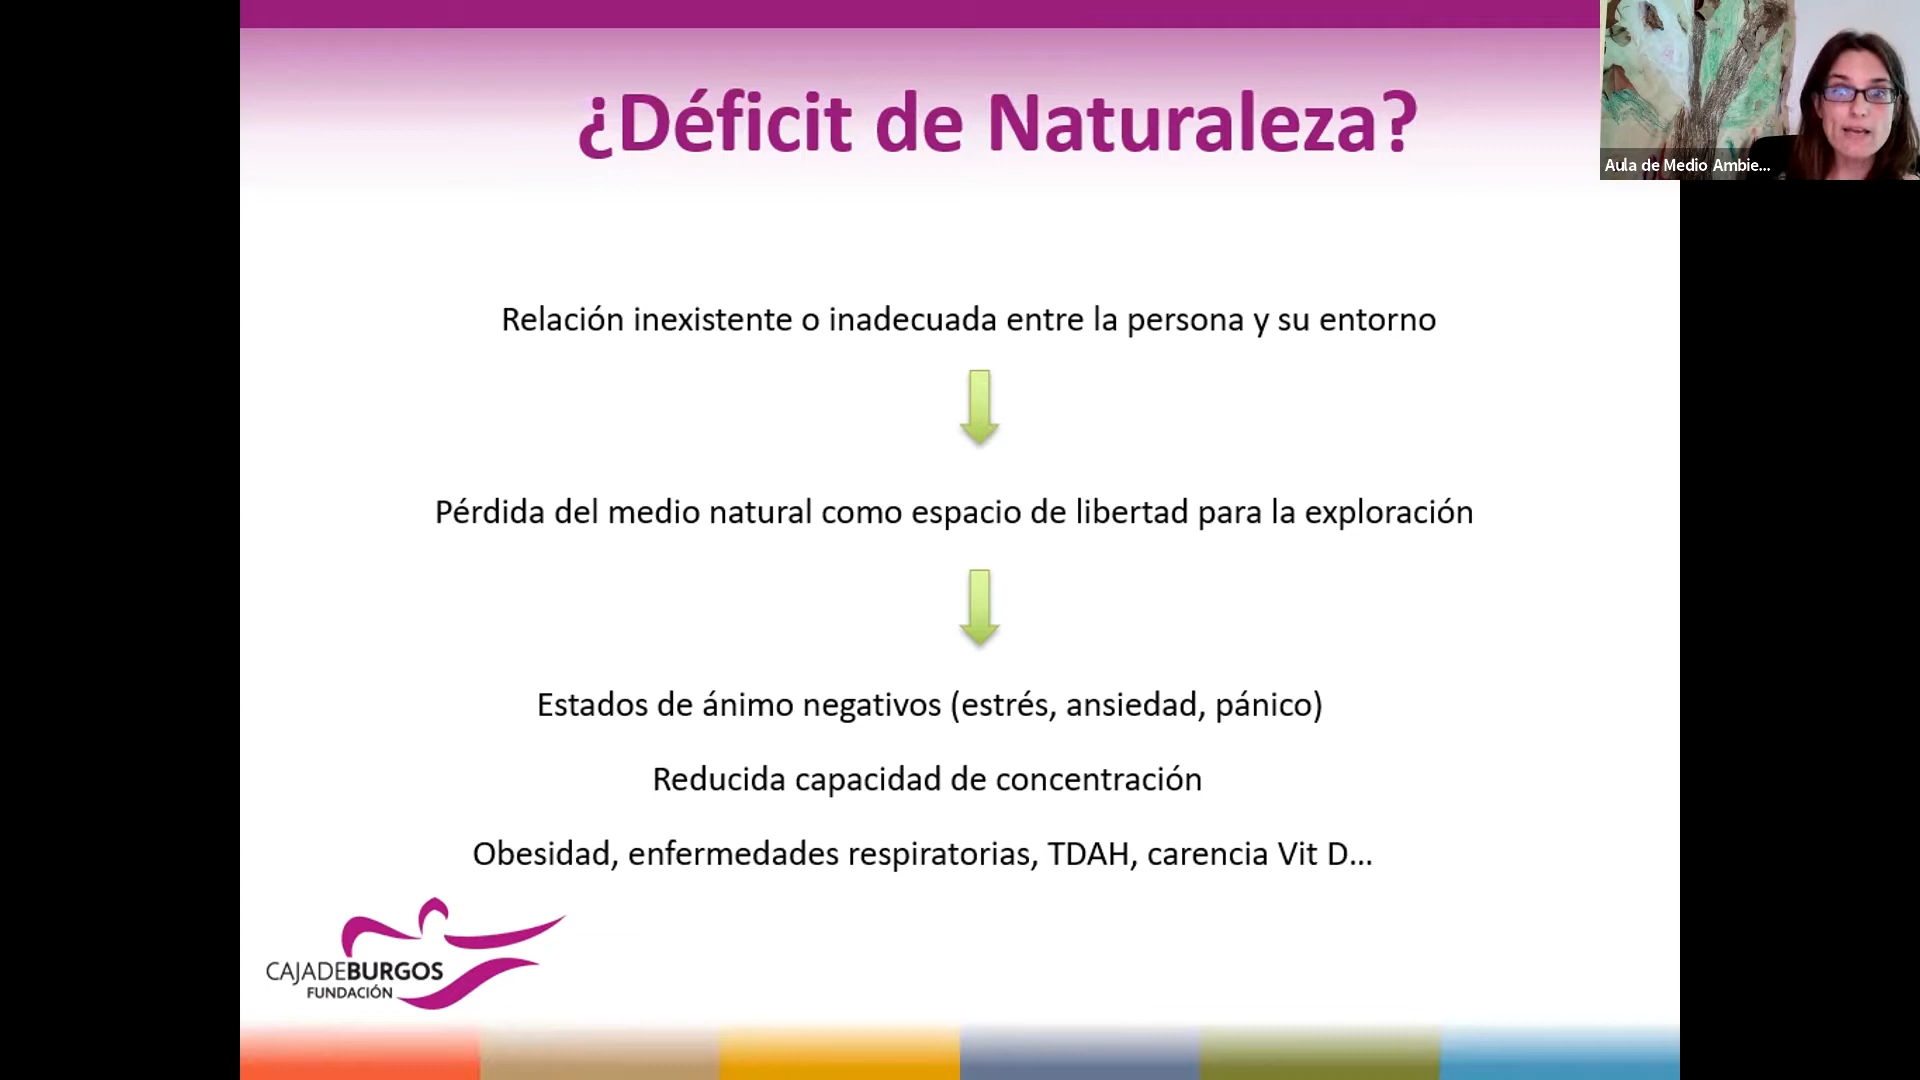 ¿Déficit de Naturaleza?
Aula de Medio Ambie...
Relación inexistente o inadecuada entre la persona y su entorno
Pérdida del medio natural como espacio de libertad para la exploración
Estados de ánimo negativos (estrés, ansiedad, pánico)
Reducida capacidad de concentración
Obesidad, enfermedades respiratorias, TDAH, carencia Vit D...
CAJADEBURGOS
FUNDACIÓN